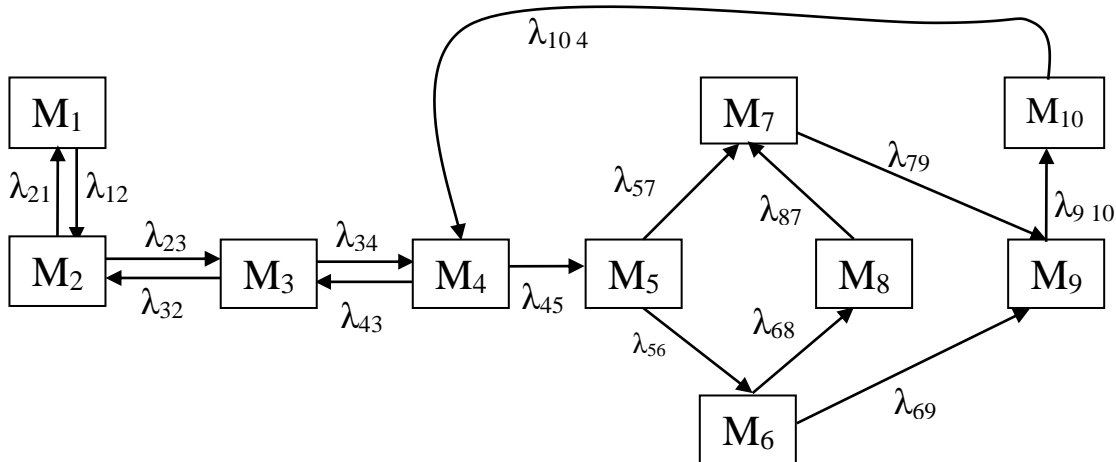 λ₁₀ ₄
M₁
M₇
M₁₀
λ₂₁
λ₁₂
λ₅₇
λ₇₉
λ₈₇
λ₉ ₁₀
λ₂₃
λ₃₄
M₂
M₃
M₄
M₅
M₈
M₉
λ₃₂
λ₄₃
λ₄₅
λ₅₆
λ₆₈
λ₆₉
M₆